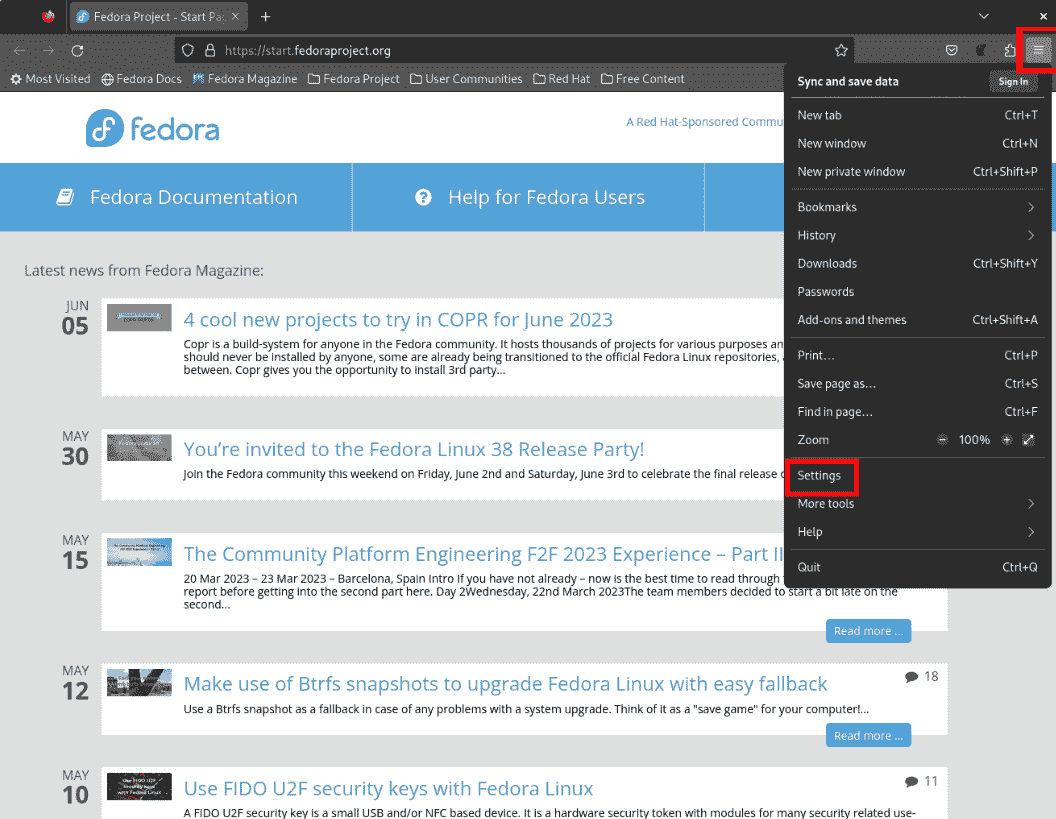 Fedora Project - Start Pa
https://start.fedoraproject.org
Most Visited Fedora Docs Fedora Magazine Fedora Project User Communities Red Hat Free Content
Sync and save data Sign In
New tab Ctrl+T
New window Ctrl+N
New private window Ctrl+Shift+P
Bookmarks
History
Downloads Ctrl+Shift+Y
Passwords
Add-ons and themes Ctrl+Shift+A
Print… Ctrl+P
Save page as… Ctrl+S
Find in page… Ctrl+F
Zoom 100%
Settings
More tools
Help
Quit Ctrl+Q
fedora
A Red Hat-Sponsored Commu
Fedora Documentation
Help for Fedora Users
Latest news from Fedora Magazine:
JUN
05
4 cool new projects to try in COPR for June 2023
Copr is a build-system for anyone in the Fedora community. It hosts thousands of projects for various purposes an
should never be installed by anyone, some are already being transitioned to the official Fedora Linux repositories,
between. Copr gives you the opportunity to install 3rd party...
MAY
30
You’re invited to the Fedora Linux 38 Release Party!
Join the Fedora community this weekend on Friday, June 2nd and Saturday, June 3rd to celebrate the final release
MAY
15
The Community Platform Engineering F2F 2023 Experience – Part II
20 Mar 2023 – 23 Mar 2023 – Barcelona, Spain Intro If you have not already – now is the best time to read through
report before getting into the second part here. Day 2Wednesday, 22nd March 2023The team members decided to start a bit late on the
second...
Read more ...
MAY
12
Make use of Btrfs snapshots to upgrade Fedora Linux with easy fallback
18
Use a Btrfs snapshot as a fallback in case of any problems with a system upgrade. Think of it as a "save game" for your computer!...
Read more ...
MAY
10
Use FIDO U2F security keys with Fedora Linux
11
A FIDO U2F security key is a small USB and/or NFC based device. It is a hardware security token with modules for many security related use-